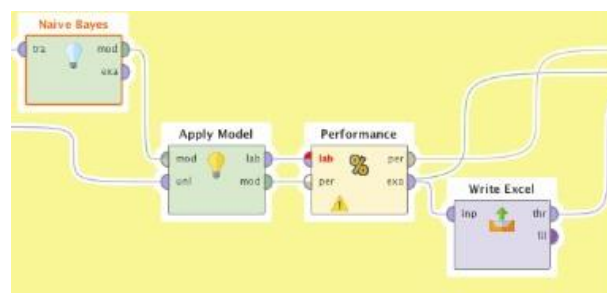 Naive Bayes
tra mod
exa
Apply Model
mod lab
unl mod
Performance
lab % per
per exa
Write Excel
inp thr
fil